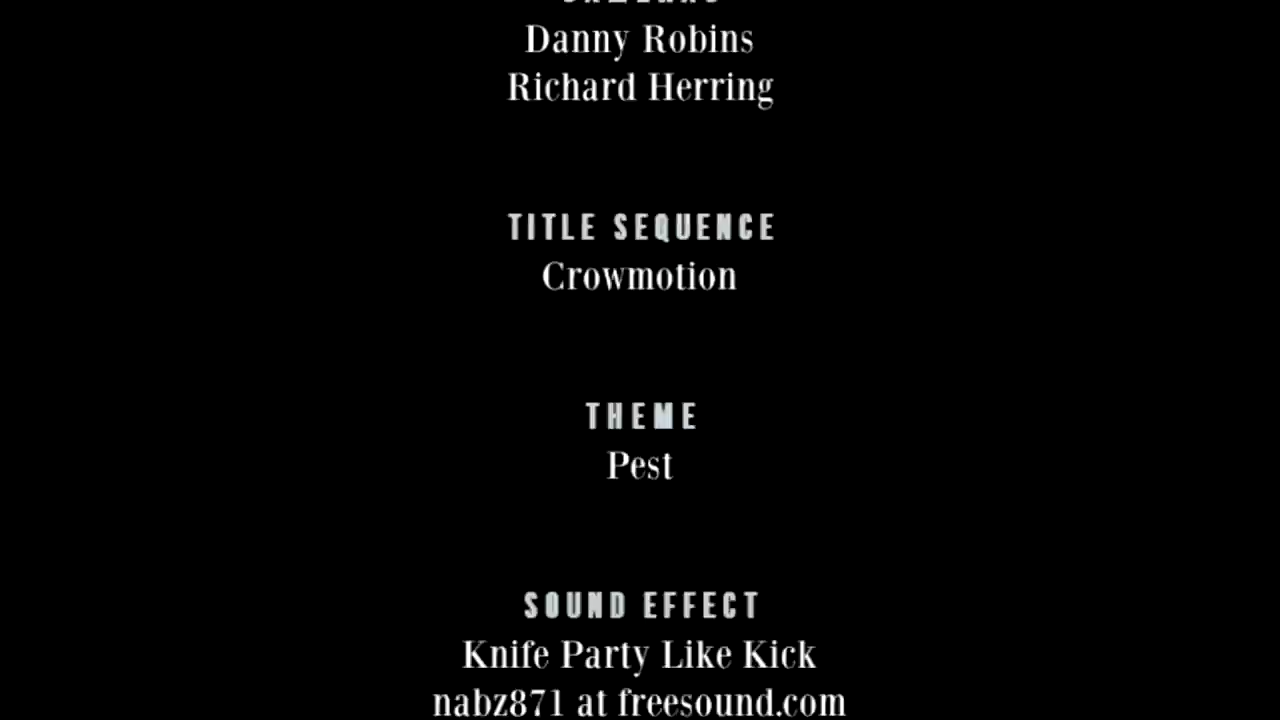 Danny Robins
Richard Herring
TITLE SEQUENCE
Crowmotion
THEME
Pest
SOUND EFFECT
Knife Party Like Kick
nabz871 at freesound.com